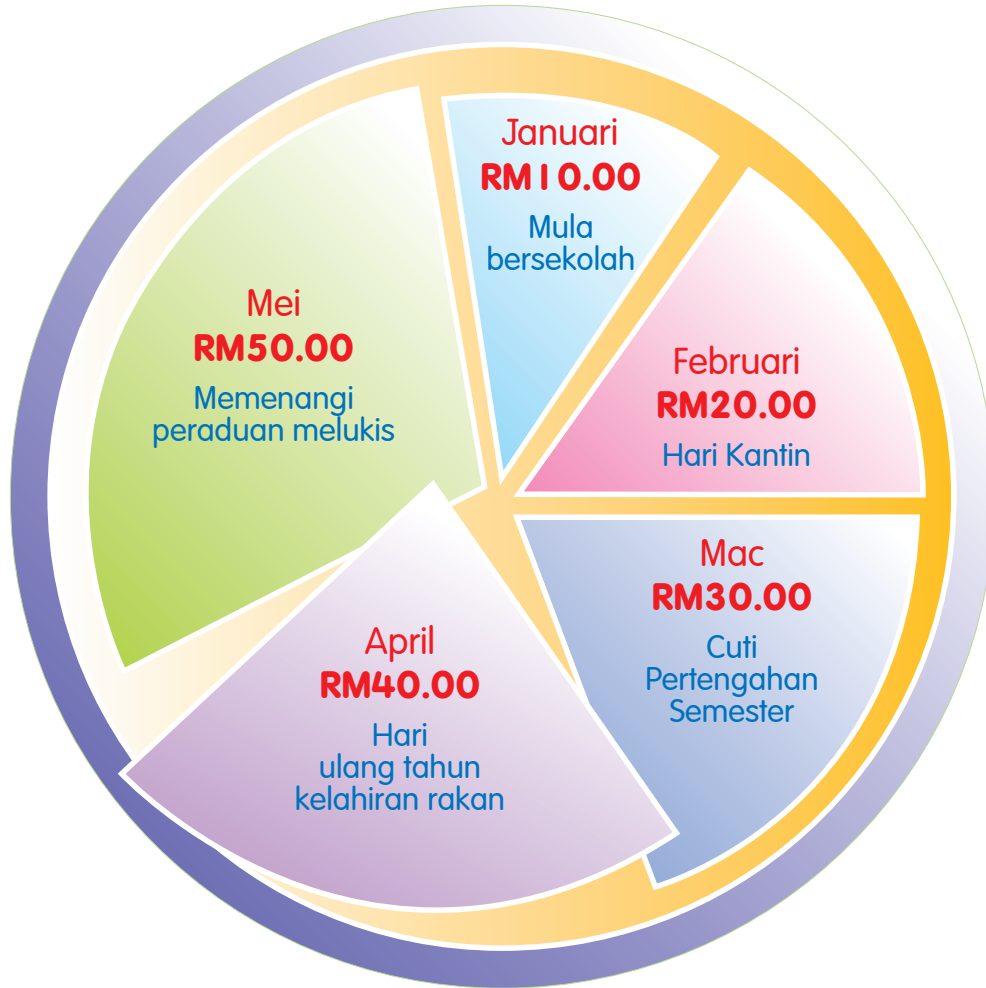 Januari
RM10.00
Mula
bersekolah
Februari
RM20.00
Hari Kantin
Mac
RM30.00
Cuti
Pertengahan
Semester
April
RM40.00
Hari
ulang tahun
kelahiran rakan
Mei
RM50.00
Memenangi
peraduan melukis